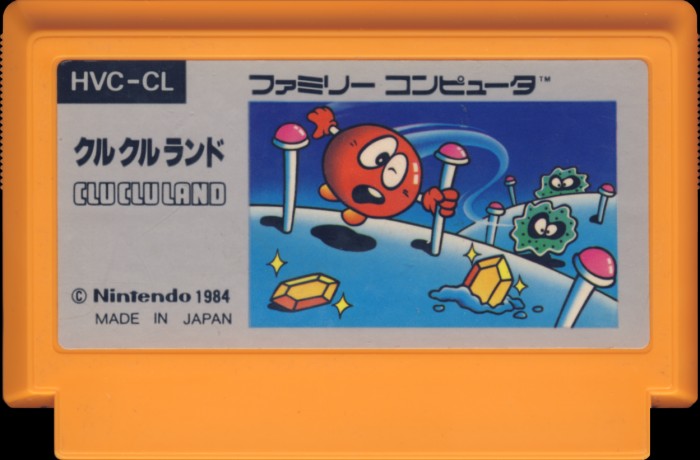 HVC-CL
ファミリー コンピュータ™
クルクルランド
CLU CLU LAND
© Nintendo 1984
MADE IN JAPAN